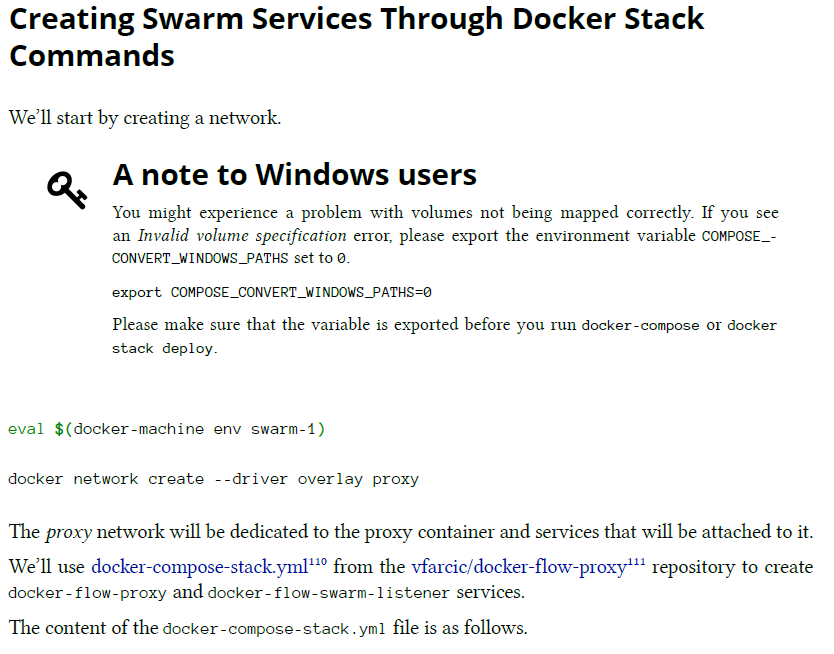 Creating Swarm Services Through Docker Stack
Commands
We’ll start by creating a network.
A note to Windows users
You might experience a problem with volumes not being mapped correctly. If you see
an Invalid volume specification error, please export the environment variable COMPOSE_-
CONVERT_WINDOWS_PATHS set to 0.
export COMPOSE_CONVERT_WINDOWS_PATHS=0
Please make sure that the variable is exported before you run docker-compose or docker
stack deploy.
eval $(docker-machine env swarm-1)
docker network create --driver overlay proxy
The proxy network will be dedicated to the proxy container and services that will be attached to it.
We’ll use docker-compose-stack.yml¹¹⁰ from the vfarcic/docker-flow-proxy¹¹¹ repository to create
docker-flow-proxy and docker-flow-swarm-listener services.
The content of the docker-compose-stack.yml file is as follows.